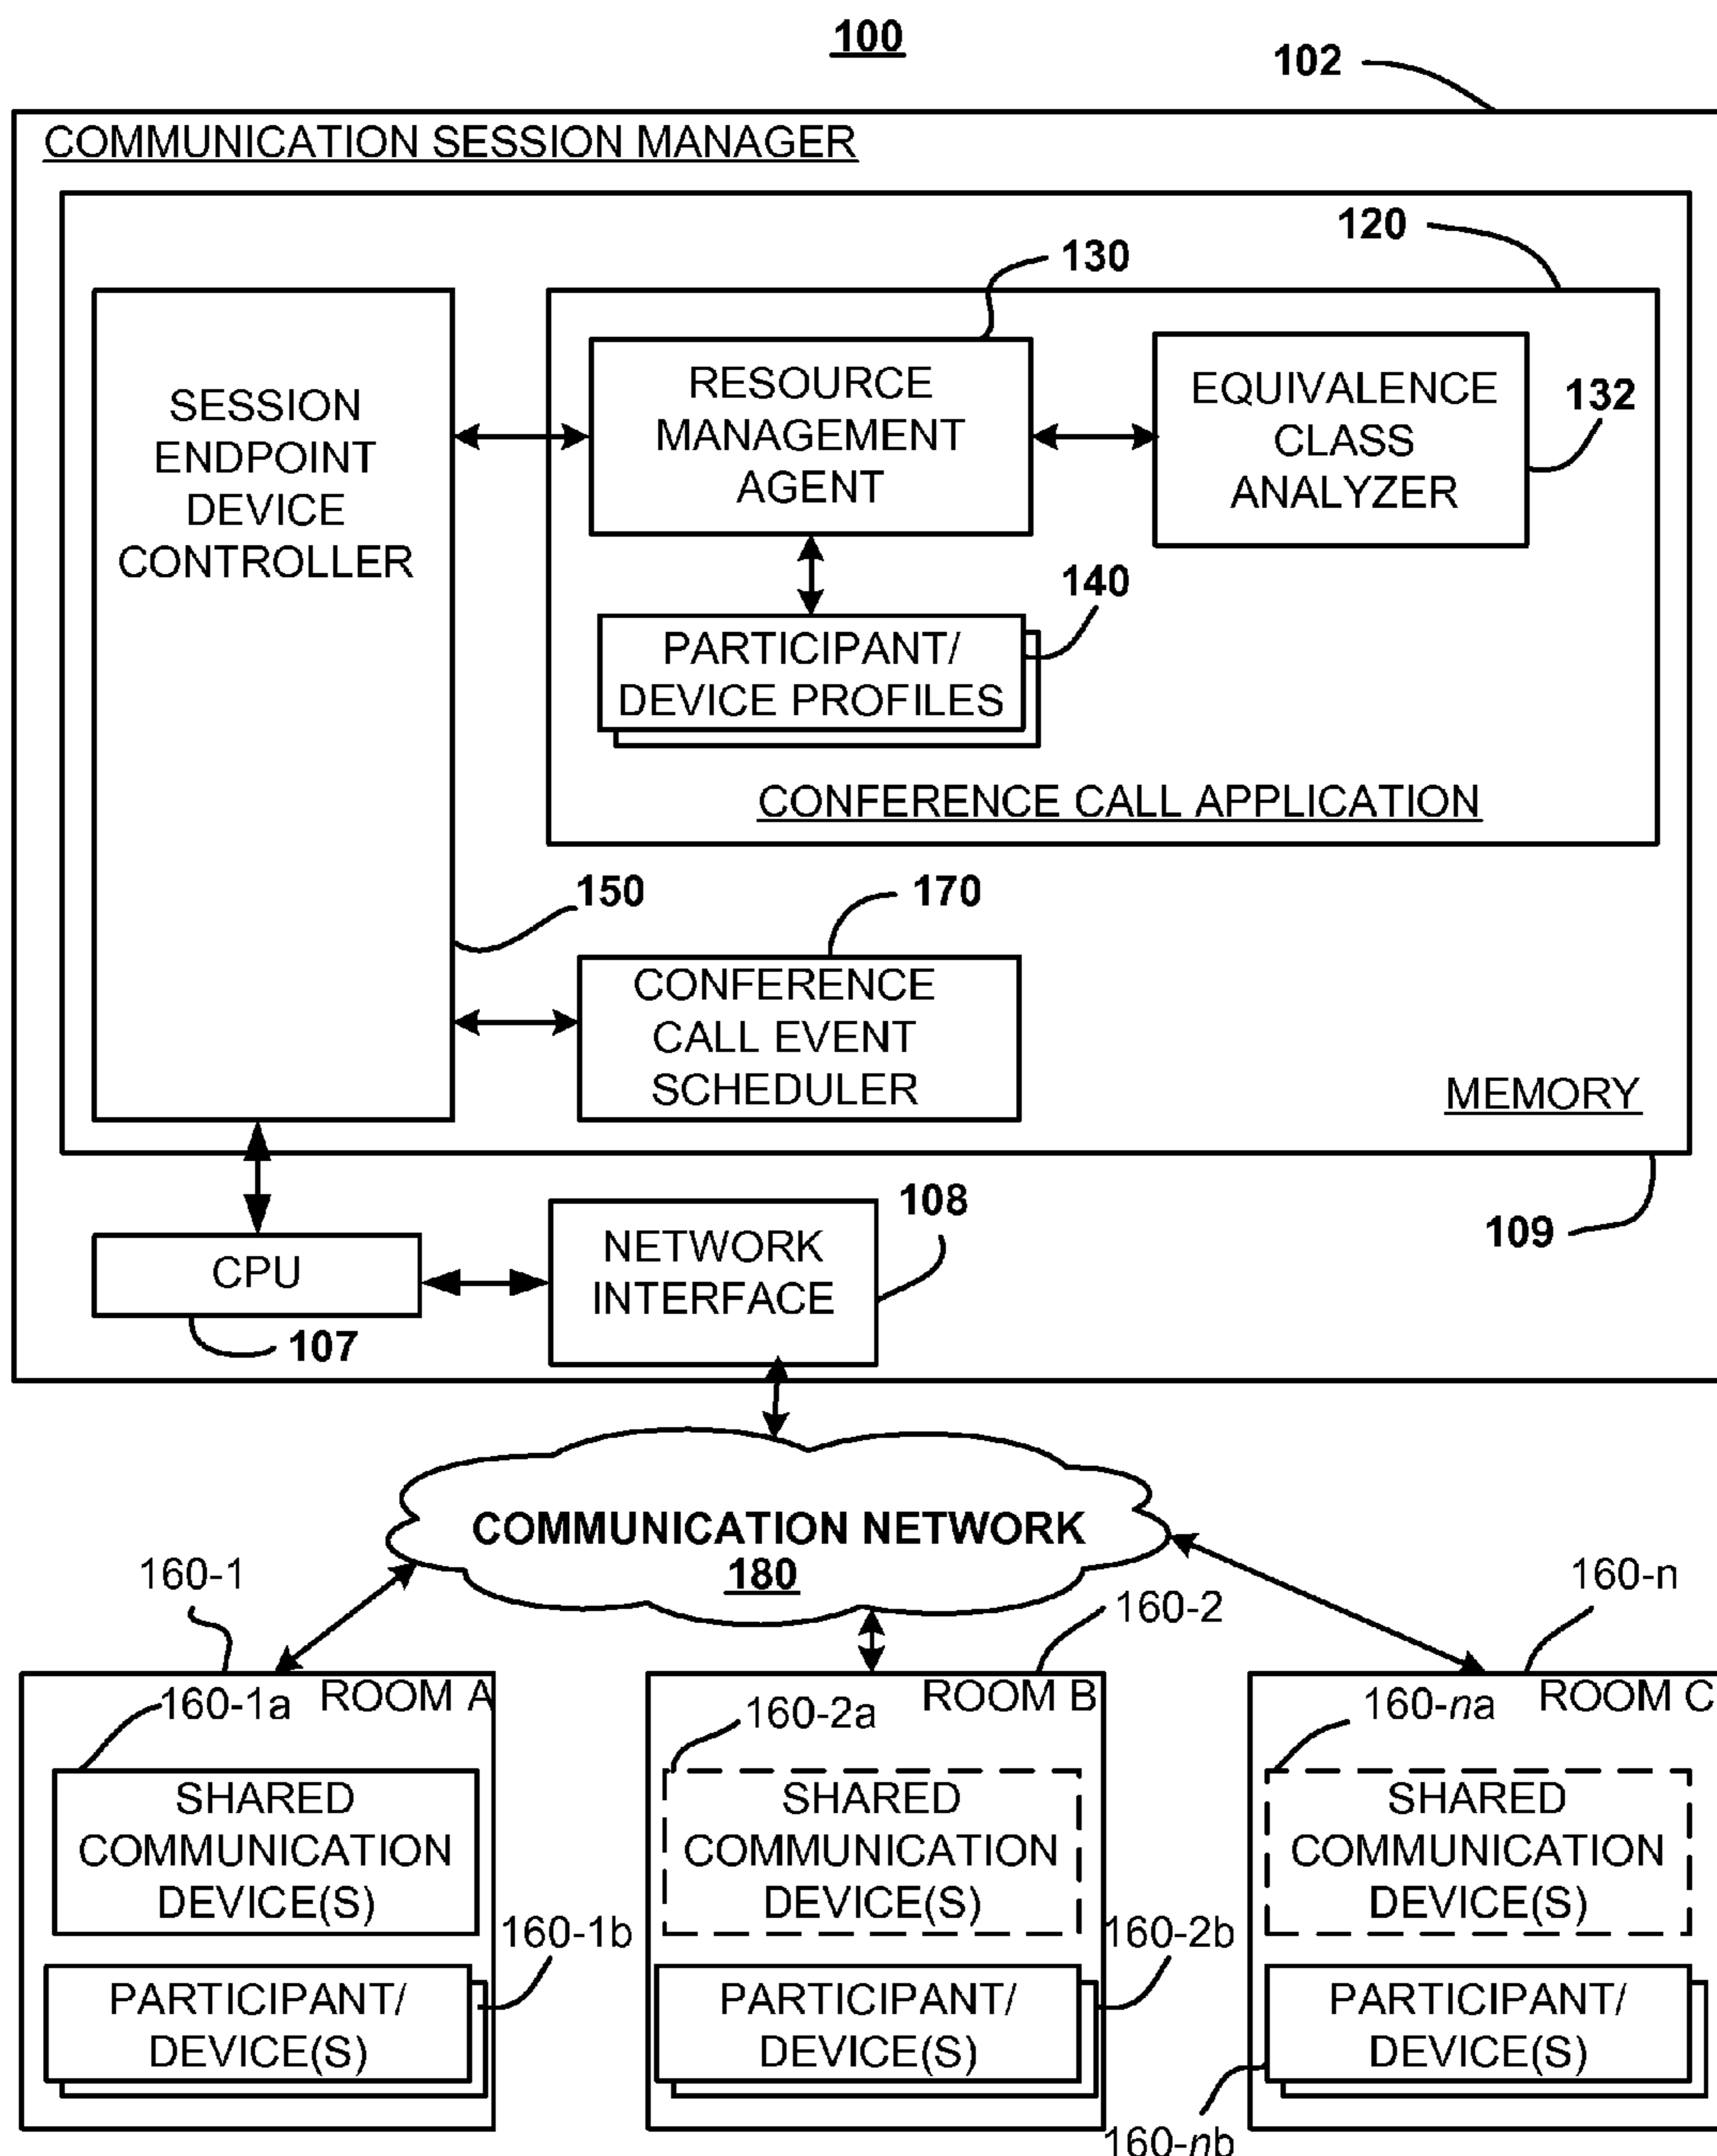 100
102
COMMUNICATION SESSION MANAGER
120
130
SESSION
ENDPOINT
DEVICE
CONTROLLER
RESOURCE
MANAGEMENT
AGENT
EQUIVALENCE
CLASS
ANALYZER
132
140
PARTICIPANT/
DEVICE PROFILES
CONFERENCE CALL APPLICATION
150
170
CONFERENCE
CALL EVENT
SCHEDULER
MEMORY
109
108
NETWORK
INTERFACE
CPU
107
COMMUNICATION NETWORK
180
160-1
160-2
160-n
ROOM A
160-1a
SHARED
COMMUNICATION
DEVICE(S)
160-1b
PARTICIPANT/
DEVICE(S)
ROOM B
160-2a
SHARED
COMMUNICATION
DEVICE(S)
160-2b
PARTICIPANT/
DEVICE(S)
ROOM C
160-na
SHARED
COMMUNICATION
DEVICE(S)
PARTICIPANT/
DEVICE(S)
160-nb